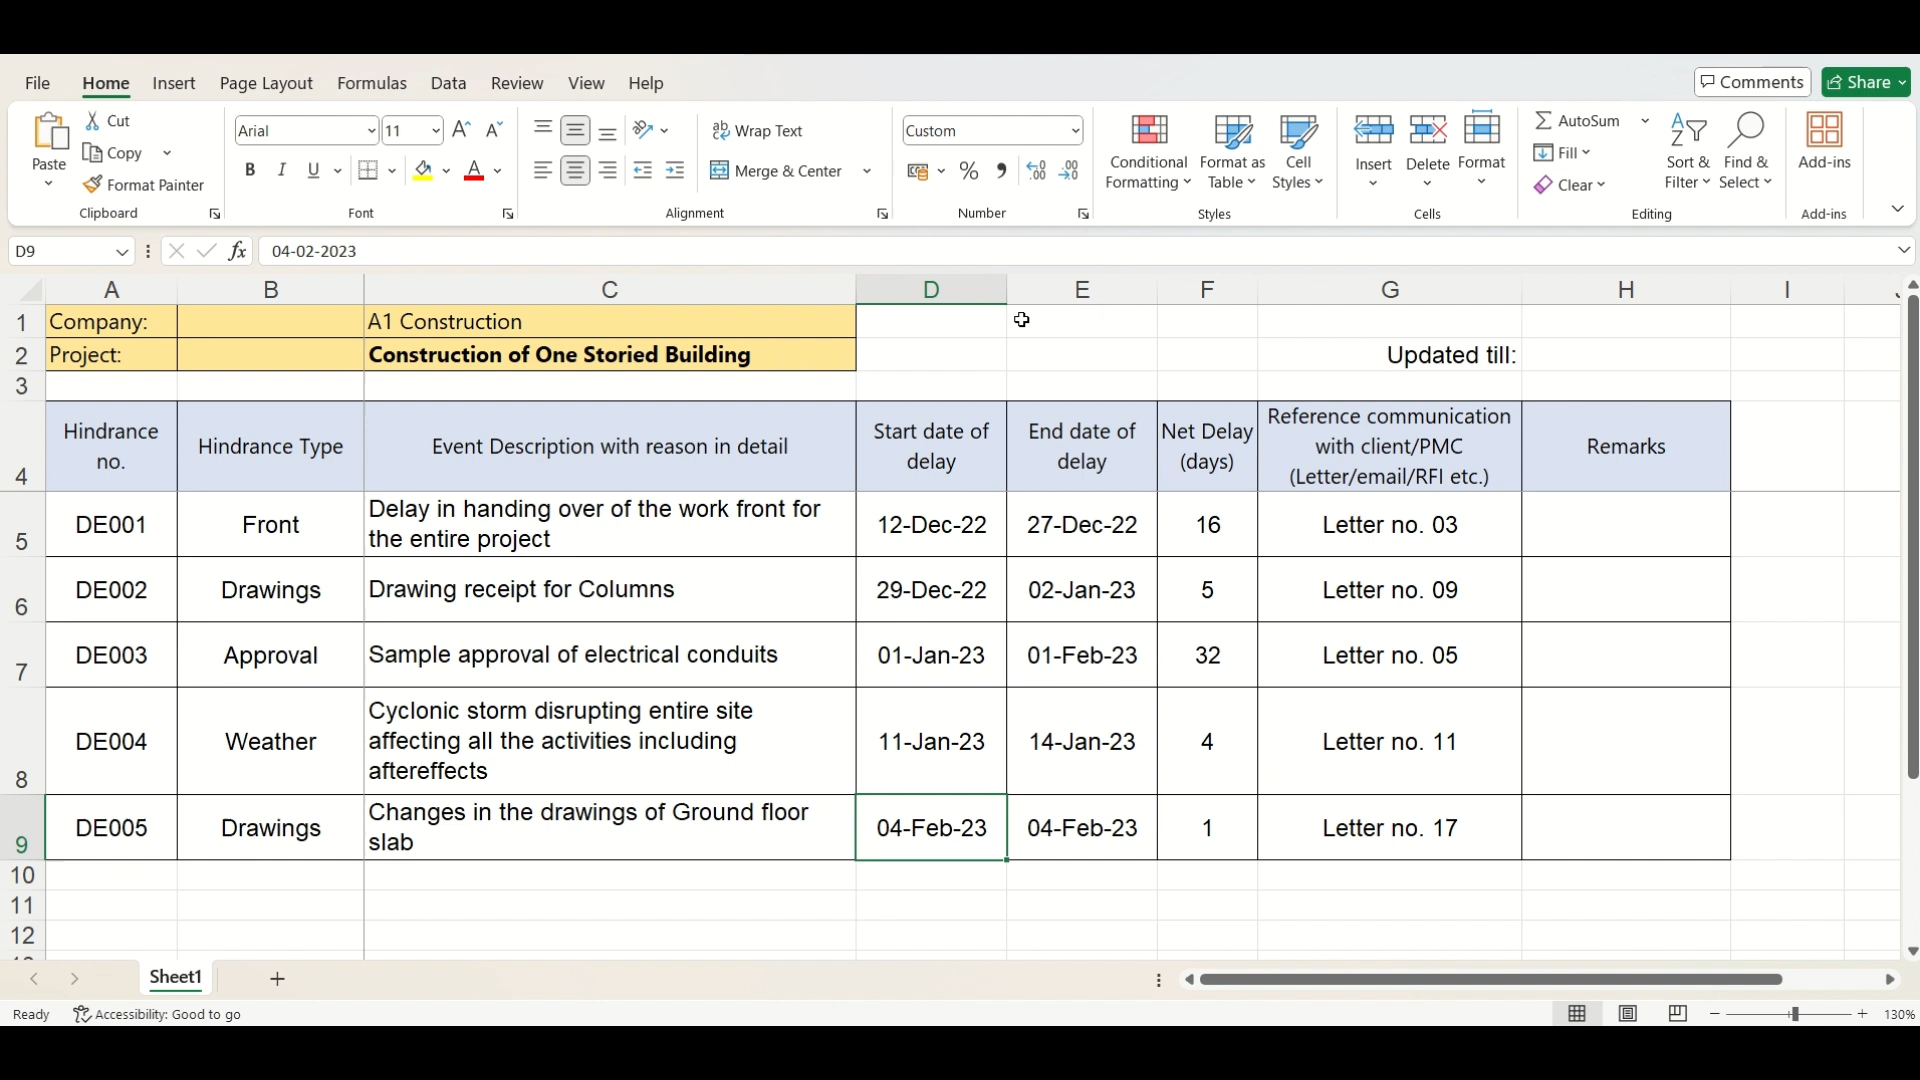 File Home Insert Page Layout Formulas Data Review View Help Comments Share
Paste Cut Copy Format Painter
Clipboard
Arial 11
B I U
Font
Wrap Text
Merge & Center
Alignment
Custom
%
Number
Conditional Formatting
Format as Table
Cell Styles
Styles
Insert Delete Format
Cells
AutoSum
Fill
Clear
Sort & Filter
Find & Select
Editing
Add-ins
Add-ins
D9 fx 04-02-2023
A B C D E F G H I
1 Company: A1 Construction
2 Project: Construction of One Storied Building Updated till:
3
4 Hindrance no. Hindrance Type Event Description with reason in detail Start date of delay End date of delay Net Delay (days) Reference communication with client/PMC (Letter/email/RFI etc.) Remarks
5 DE001 Front Delay in handing over of the work front for the entire project 12-Dec-22 27-Dec-22 16 Letter no. 03
6 DE002 Drawings Drawing receipt for Columns 29-Dec-22 02-Jan-23 5 Letter no. 09
7 DE003 Approval Sample approval of electrical conduits 01-Jan-23 01-Feb-23 32 Letter no. 05
8 DE004 Weather Cyclonic storm disrupting entire site affecting all the activities including aftereffects 11-Jan-23 14-Jan-23 4 Letter no. 11
9 DE005 Drawings Changes in the drawings of Ground floor slab 04-Feb-23 04-Feb-23 1 Letter no. 17
10
11
12
Sheet1
Ready Accessibility: Good to go 130%